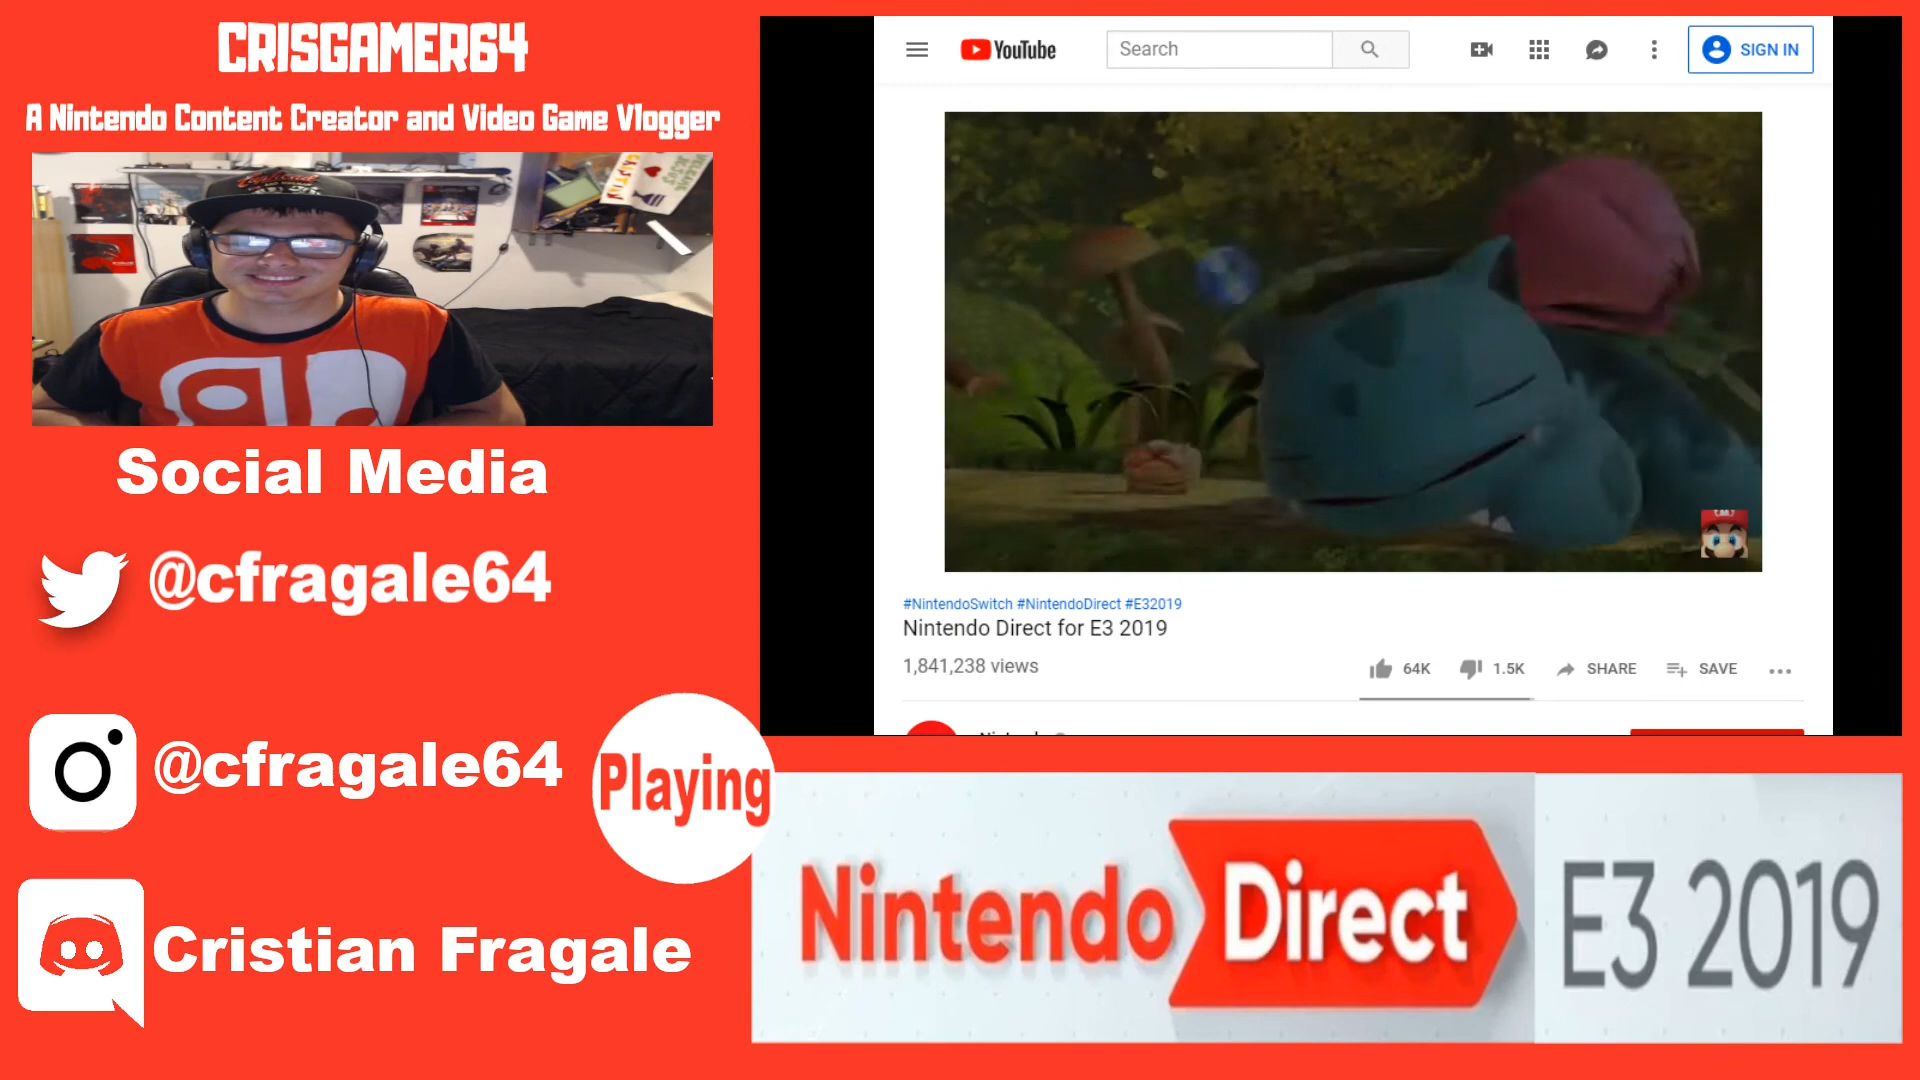 CRISGAMER64
A Nintendo Content Creator and Video Game Vlogger
Social Media
@cfragale64
@cfragale64
Cristian Fragale
Playing
YouTube
Search
SIGN IN
#NintendoSwitch #NintendoDirect #E32019
Nintendo Direct for E3 2019
1,841,238 views
64K
1.5K
SHARE
SAVE
Nintendo Direct
E3 2019